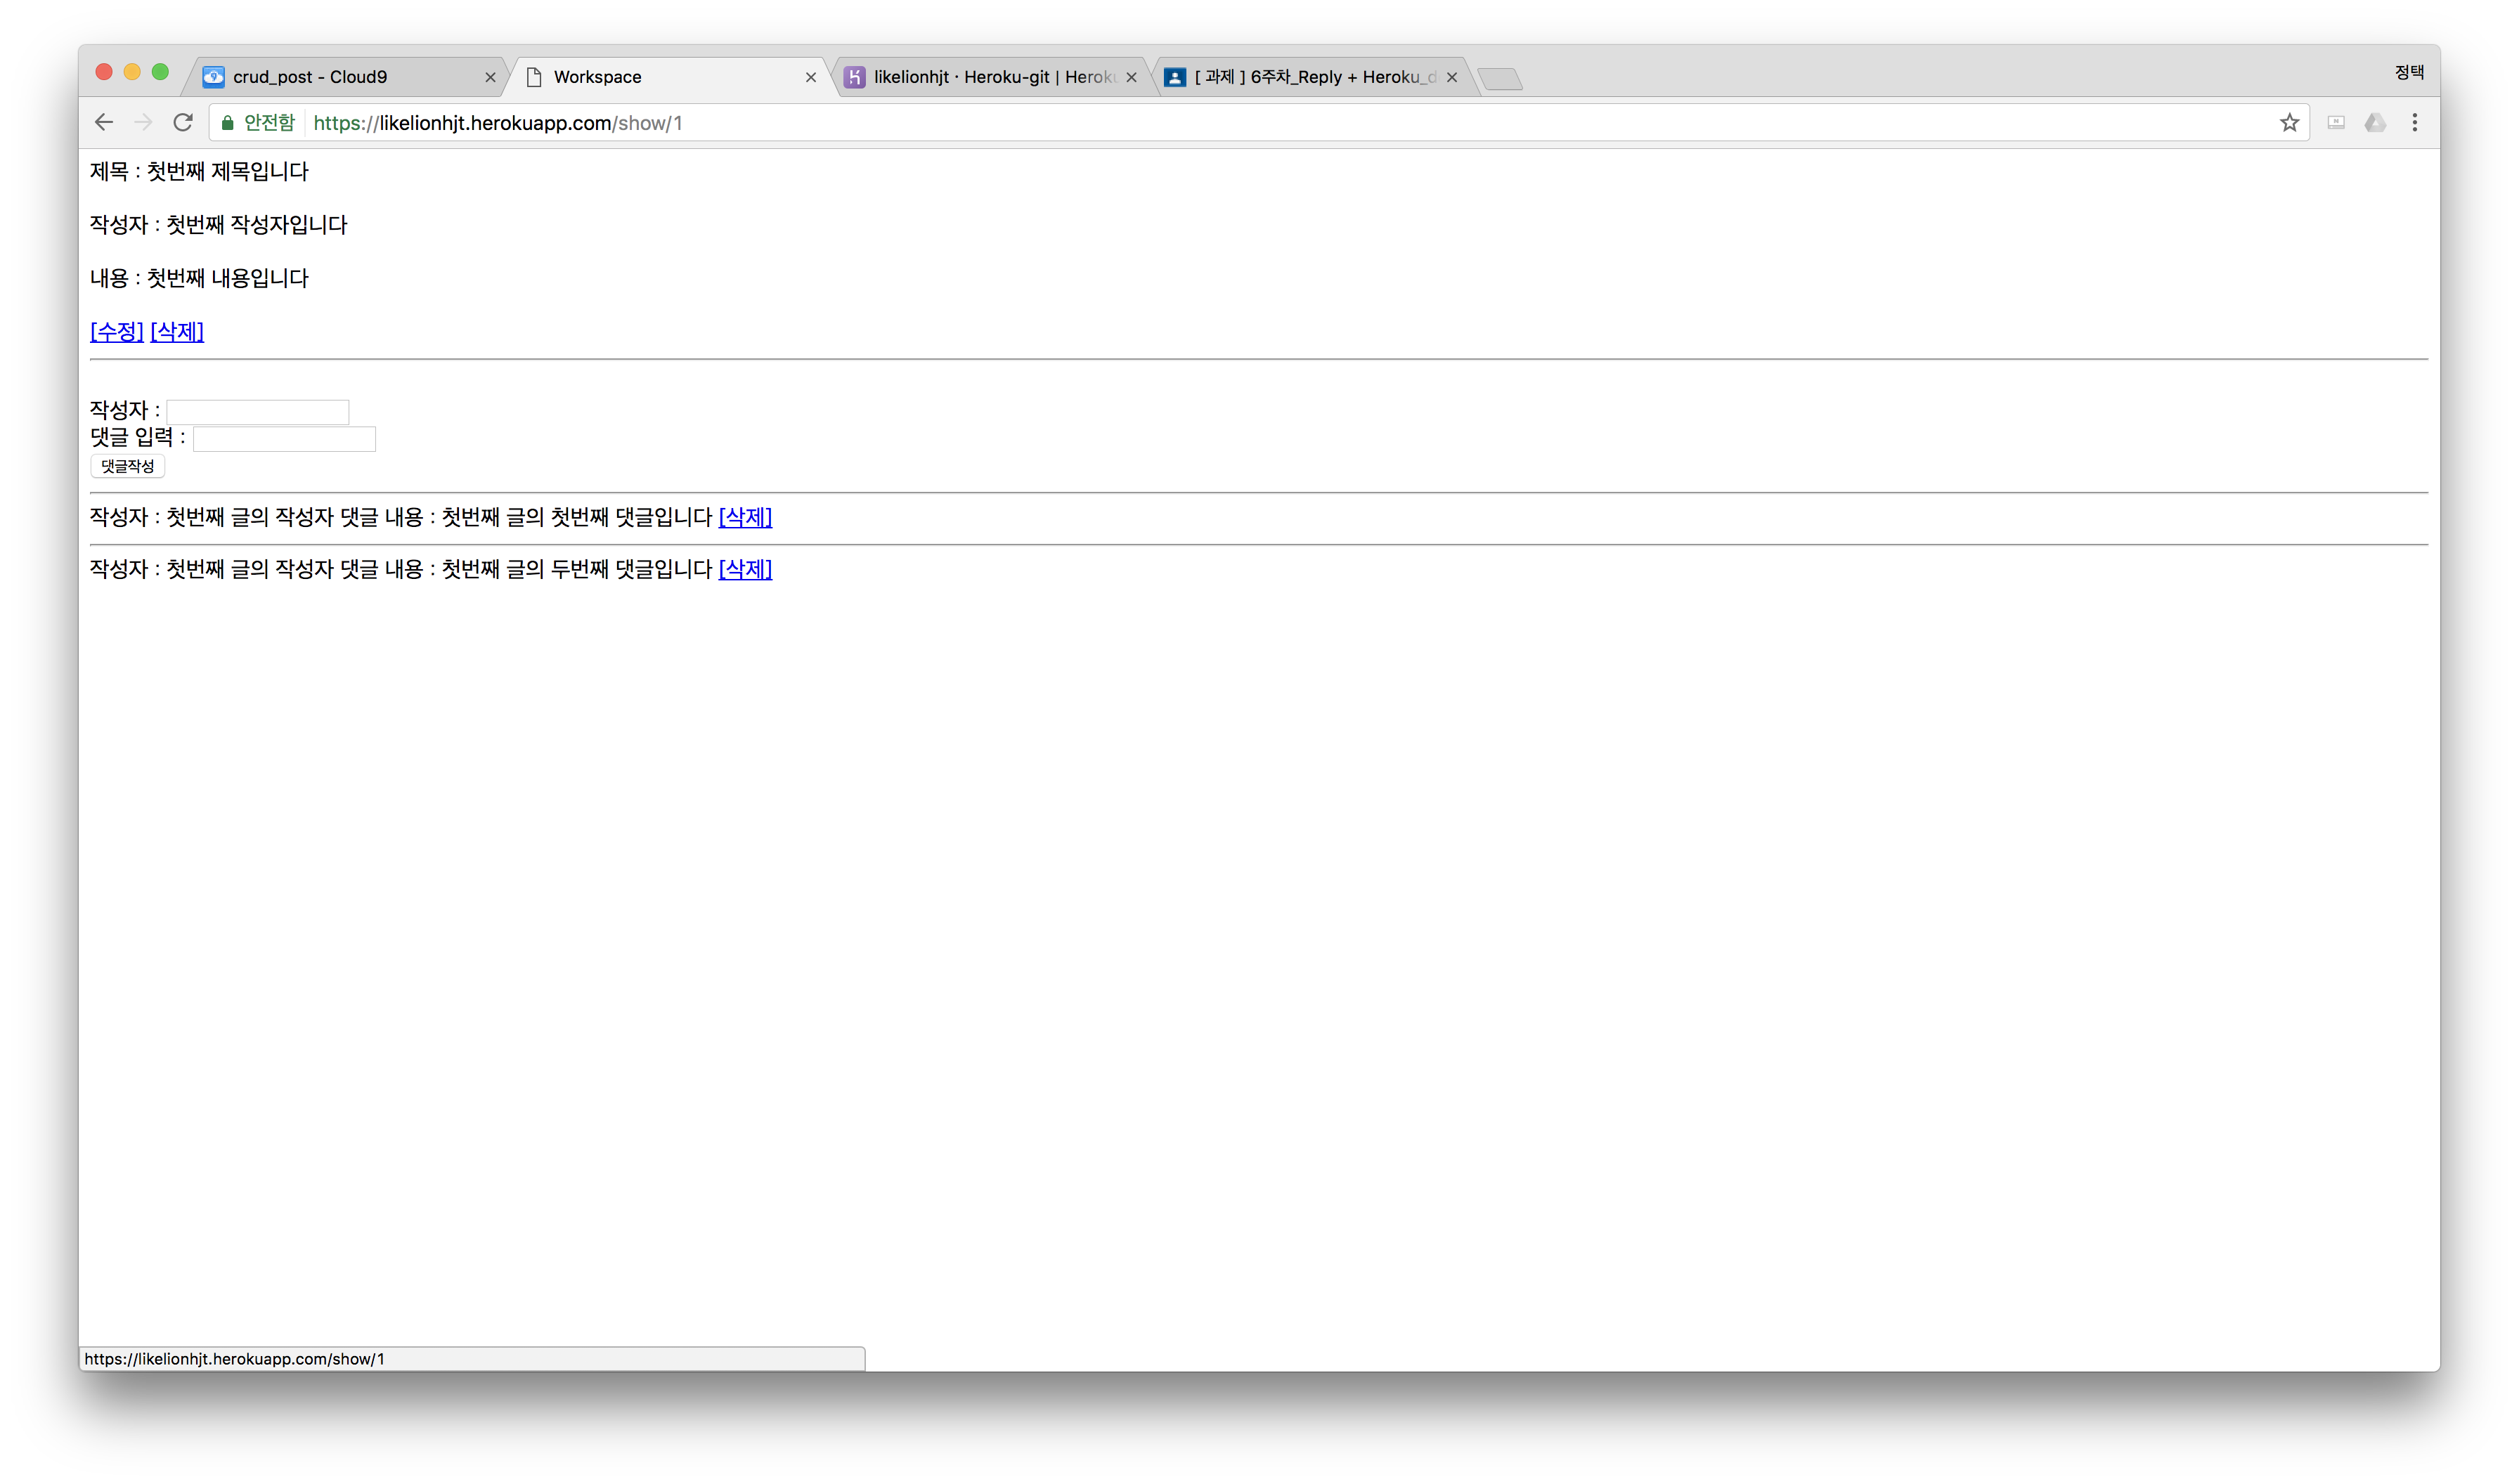 crud_post - Cloud9
Workspace
likelionhjt · Heroku-git | Heroku
[ 과제 ] 6주차_Reply + Heroku_d
정택
안전함 https://likelionhjt.herokuapp.com/show/1
제목 : 첫번째 제목입니다
작성자 : 첫번째 작성자입니다
내용 : 첫번째 내용입니다
[수정] [삭제]
작성자 :
댓글 입력 :
댓글작성
작성자 : 첫번째 글의 작성자 댓글 내용 : 첫번째 글의 첫번째 댓글입니다 [삭제]
작성자 : 첫번째 글의 작성자 댓글 내용 : 첫번째 글의 두번째 댓글입니다 [삭제]
https://likelionhjt.herokuapp.com/show/1